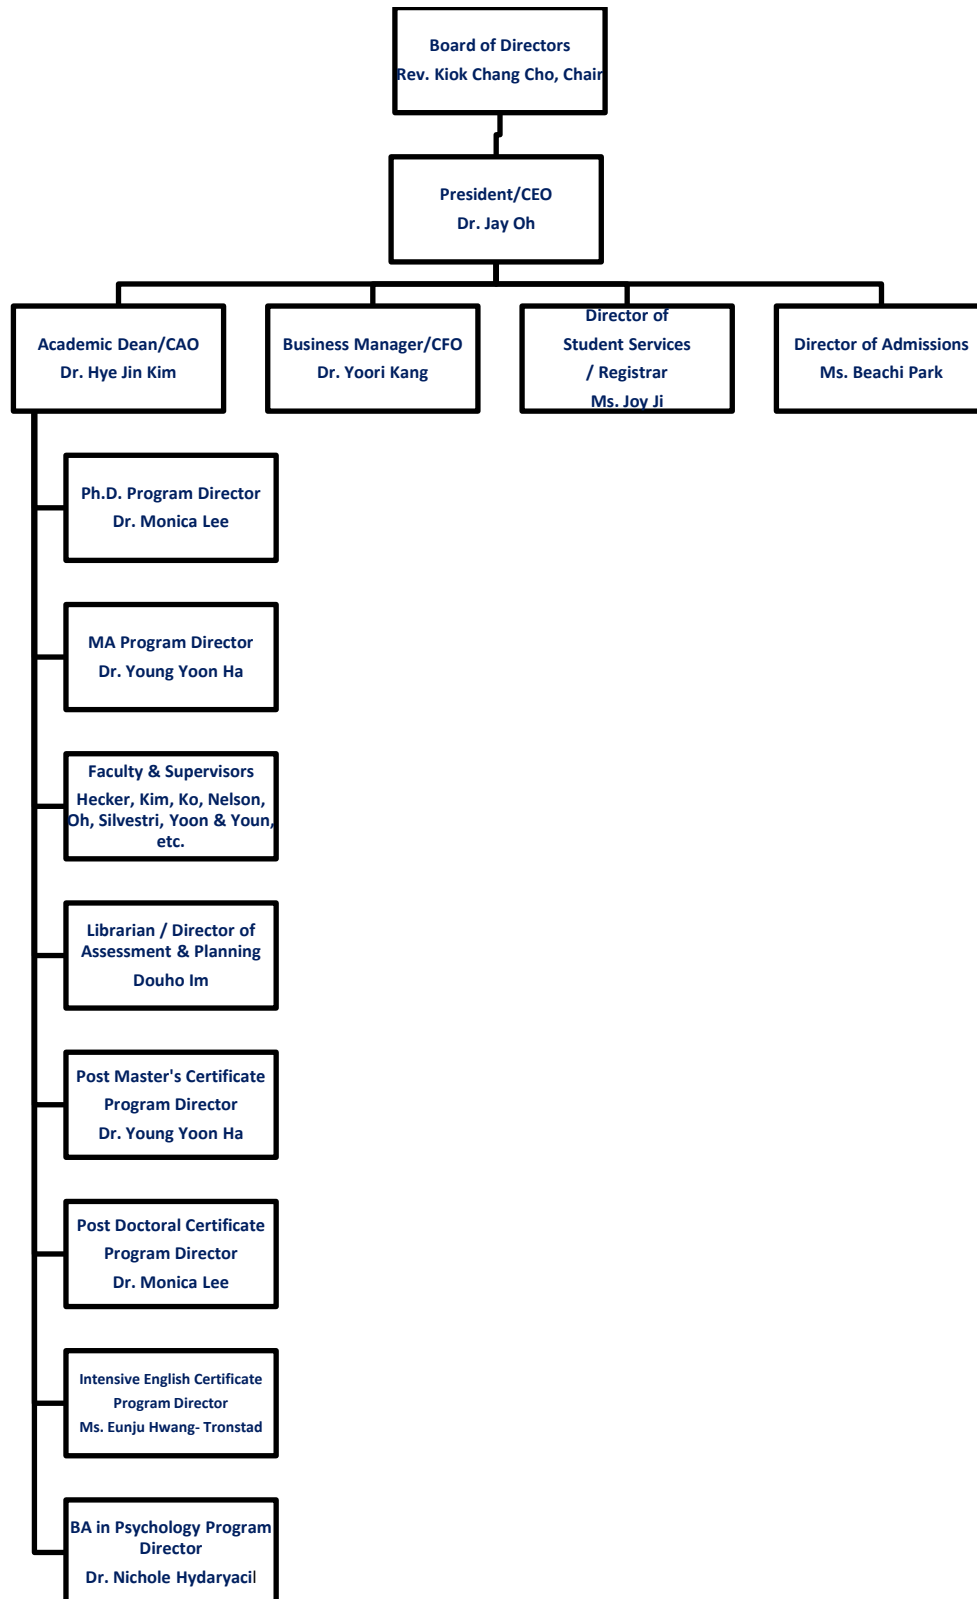 Board of Directors
Rev. Kiok Chang Cho, Chair
President/CEO
Dr. Jay Oh
Academic Dean/CAO
Dr. Hye Jin Kim
Business Manager/CFO
Dr. Yoori Kang
Director of
Student Services
/ Registrar
Ms. Joy Ji
Director of Admissions
Ms. Beachi Park
Ph.D. Program Director
Dr. Monica Lee
MA Program Director
Dr. Young Yoon Ha
Faculty & Supervisors
Hecker, Kim, Ko, Nelson,
Oh, Silvestri, Yoon & Youn,
etc.
Librarian / Director of
Assessment & Planning
Douho Im
Post Master's Certificate
Program Director
Dr. Young Yoon Ha
Post Doctoral Certificate
Program Director
Dr. Monica Lee
Intensive English Certificate
Program Director
Ms. Eunju Hwang- Tronstad
BA in Psychology Program
Director
Dr. Nichole Hydaryacil